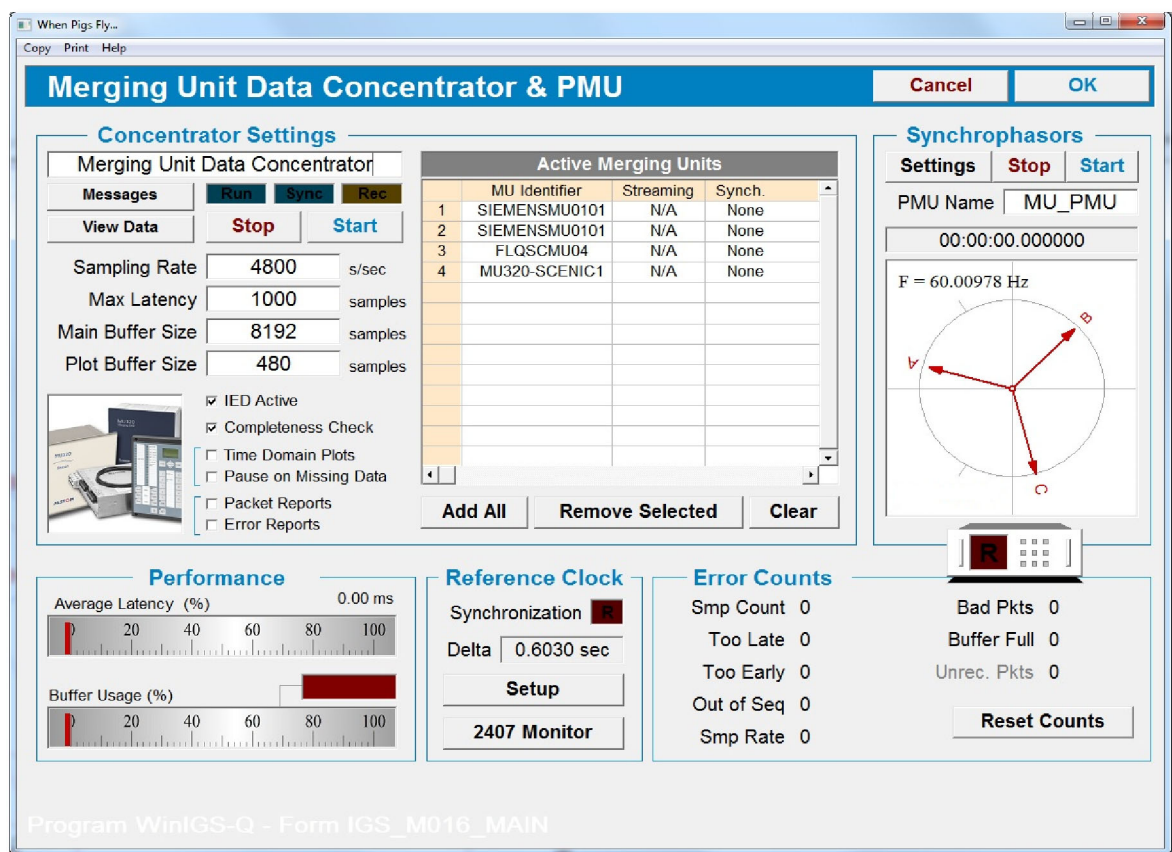 When Pigs Fly...
Copy Print Help
Merging Unit Data Concentrator & PMU
Cancel
OK
Concentrator Settings
Merging Unit Data Concentrator
Messages
Run
Sync
Rec
View Data
Stop
Start
Sampling Rate 4800 s/sec
Max Latency 1000 samples
Main Buffer Size 8192 samples
Plot Buffer Size 480 samples
IED Active
Completeness Check
Time Domain Plots
Pause on Missing Data
Packet Reports
Error Reports
Active Merging Units
MU Identifier Streaming Synch.
1 SIEMENSMU0101 N/A None
2 SIEMENSMU0101 N/A None
3 FLQSCMU04 N/A None
4 MU320-SCENIC1 N/A None
Add All
Remove Selected
Clear
Synchrophasors
Settings
Stop
Start
PMU Name MU_PMU
00:00:00.000000
F = 60.00978 Hz
A
B
C
R
Performance
Average Latency (%) 0.00 ms
0 20 40 60 80 100
Buffer Usage (%)
0 20 40 60 80 100
Reference Clock
Synchronization R
Delta 0.6030 sec
Setup
2407 Monitor
Error Counts
Smp Count 0
Too Late 0
Too Early 0
Out of Seq 0
Smp Rate 0
Bad Pkts 0
Buffer Full 0
Unrec. Pkts 0
Reset Counts
Program WinIGS-Q - Form IGS_M016_MAIN